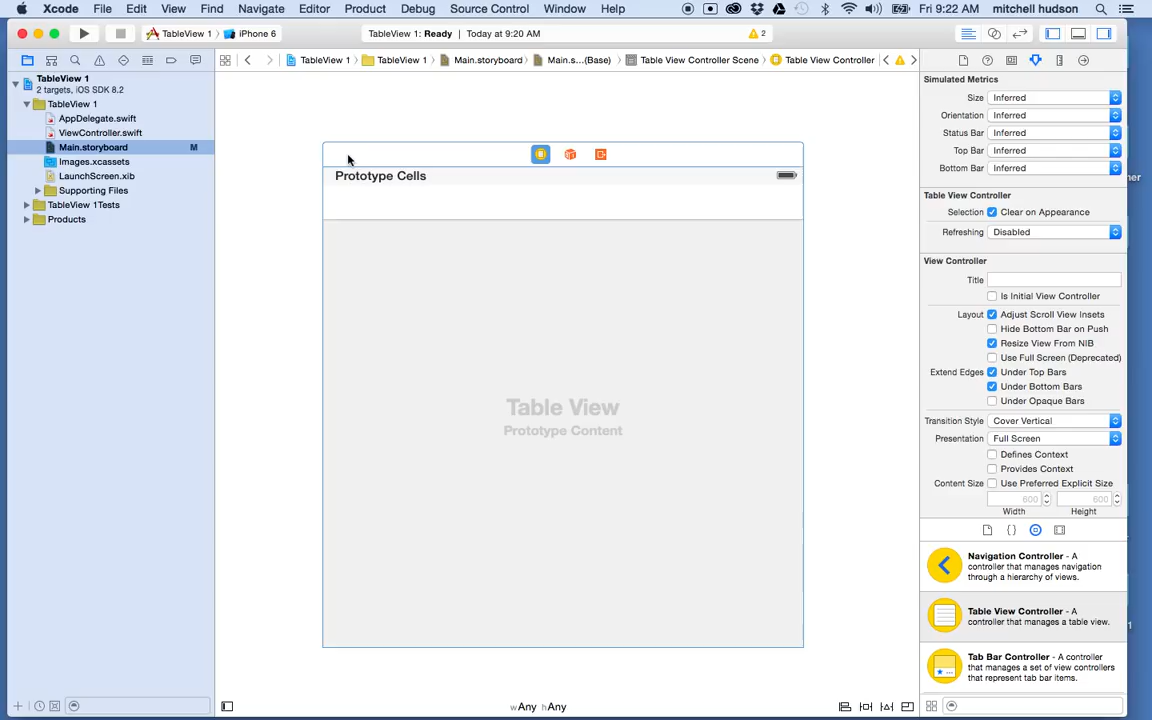 Xcode File Edit View Find Navigate Editor Product Debug Source Control Window Help Fri 9:22 AM mitchell hudson
TableView 1 iPhone 6 TableView 1: Ready | Today at 9:20 AM 2
TableView 1 TableView 1 Main.storyboard Main.s...(Base) Table View Controller Scene Table View Controller
TableView 1
2 targets, iOS SDK 8.2
TableView 1
AppDelegate.swift
ViewController.swift
Main.storyboard M
Images.xcassets
LaunchScreen.xib
Supporting Files
TableView 1Tests
Products
Prototype Cells
Table View
Prototype Content
wAny hAny
Simulated Metrics
Size Inferred
Orientation Inferred
Status Bar Inferred
Top Bar Inferred
Bottom Bar Inferred
Table View Controller
Selection Clear on Appearance
Refreshing Disabled
View Controller
Title
Is Initial View Controller
Layout Adjust Scroll View Insets
Hide Bottom Bar on Push
Resize View From NIB
Use Full Screen (Deprecated)
Extend Edges Under Top Bars
Under Bottom Bars
Under Opaque Bars
Transition Style Cover Vertical
Presentation Full Screen
Defines Context
Provides Context
Content Size Use Preferred Explicit Size
600 600
Width Height
Navigation Controller - A
controller that manages navigation
through a hierarchy of views.
Table View Controller - A
controller that manages a table view.
Tab Bar Controller - A controller
that manages a set of view controllers
that represent tab bar items.
ner
1